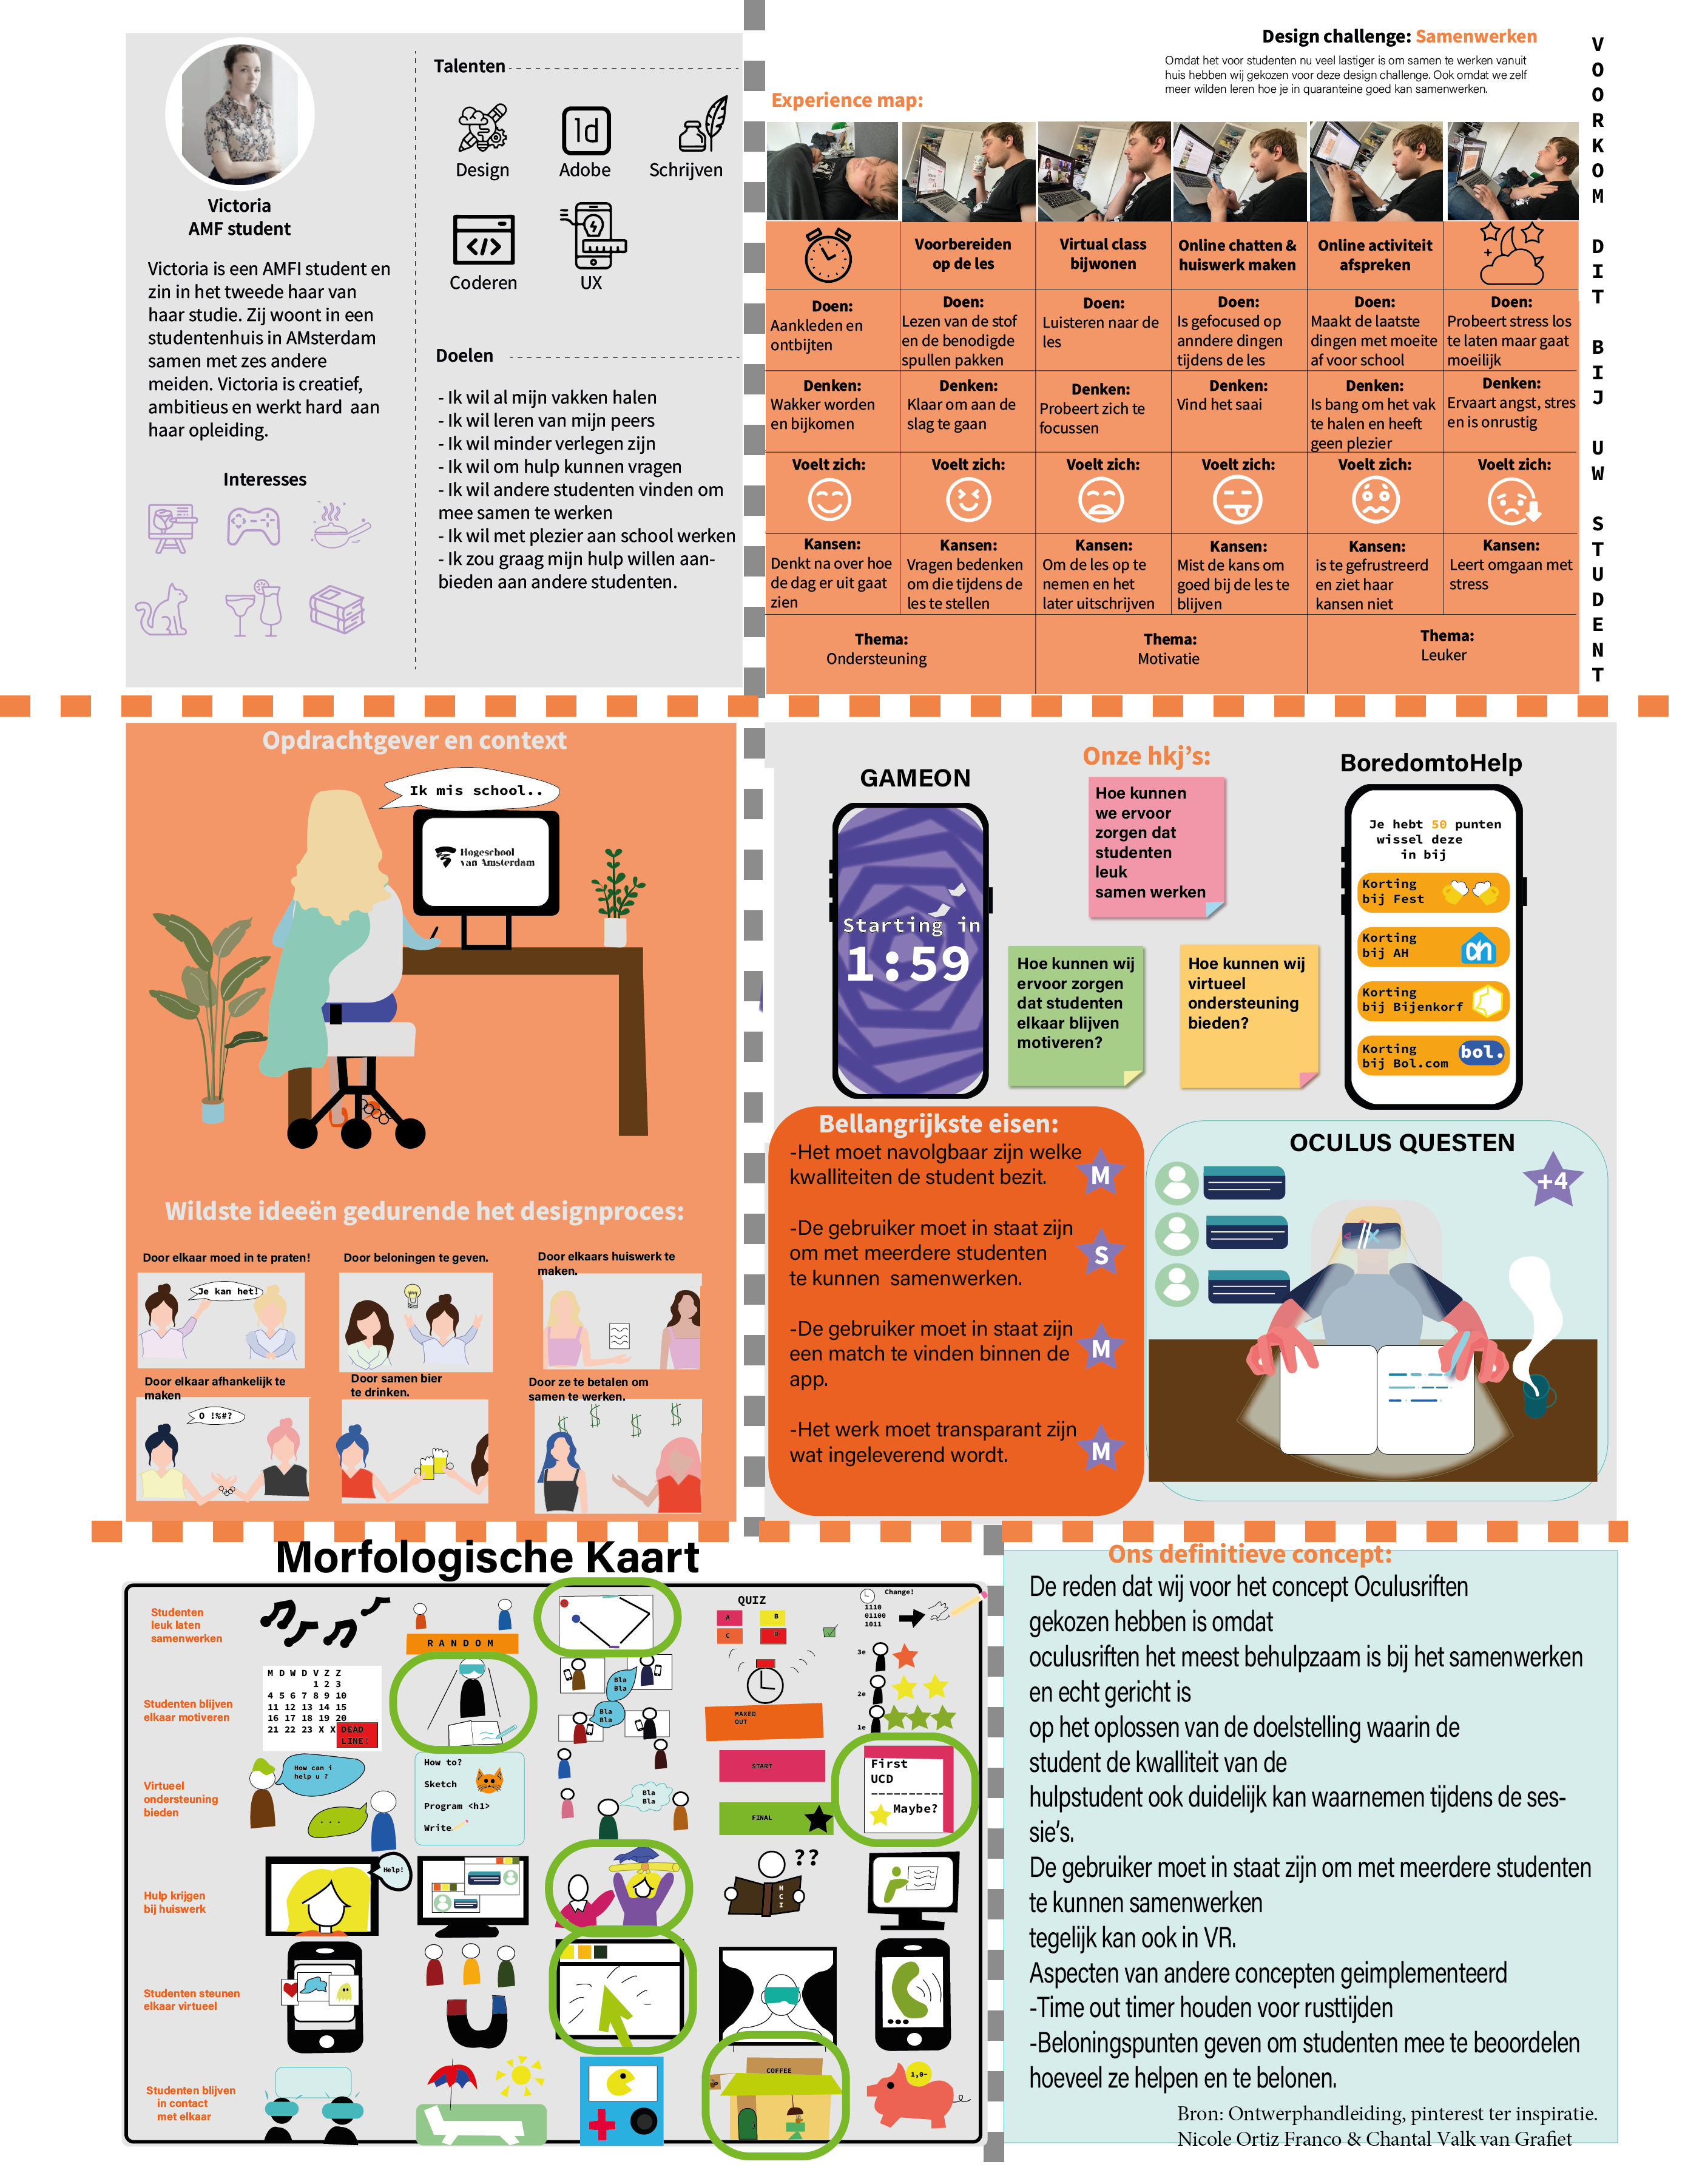 Victoria
AMF student
Victoria is een AMFI student en
zin in het tweede haar van
haar studie. Zij woont in een
studentenhuis in AMsterdam
samen met zes andere
meiden. Victoria is creatief,
ambitieus en werkt hard aan
haar opleiding.
Interesses
Talenten
Design
Id
Adobe
Schrijven
</>
Coderen
UX
Doelen
- Ik wil al mijn vakken halen
- Ik wil leren van mijn peers
- Ik wil minder verlegen zijn
- Ik wil om hulp kunnen vragen
- Ik wil andere studenten vinden om
mee samen te werken
- Ik wil met plezier aan school werken
- Ik zou graag mijn hulp willen aan-
bieden aan andere studenten.
Design challenge: Samenwerken
Omdat het voor studenten nu veel lastiger is om samen te werken vanuit
huis hebben wij gekozen voor deze design challenge. Ook omdat we zelf
meer wilden leren hoe je in quaranteine goed kan samenwerken.
Experience map:
Voorbereiden
op de les
Virtual class
bijwonen
Online chatten &
huiswerk maken
Online activiteit
afspreken
Doen:
Aankleden en
ontbijten
Doen:
Lezen van de stof
en de benodigde
spullen pakken
Doen:
Luisteren naar de
les
Doen:
Is gefocused op
anndere dingen
tijdens de les
Doen:
Maakt de laatste
dingen met moeite
af voor school
Doen:
Probeert stress los
te laten maar gaat
moeilijk
Denken:
Wakker worden
en bijkomen
Denken:
Klaar om aan de
slag te gaan
Denken:
Probeert zich te
focussen
Denken:
Vind het saai
Denken:
Is bang om het vak
te halen en heeft
geen plezier
Denken:
Ervaart angst, stres
en is onrustig
Voelt zich:
Voelt zich:
Voelt zich:
Voelt zich:
Voelt zich:
Voelt zich:
Kansen:
Denkt na over hoe
de dag er uit gaat
zien
Kansen:
Vragen bedenken
om die tijdens de
les te stellen
Kansen:
Om de les op te
nemen en het
later uitschrijven
Kansen:
Mist de kans om
goed bij de les te
blijven
Kansen:
is te gefrustreerd
en ziet haar
kansen niet
Kansen:
Leert omgaan met
stress
Thema:
Ondersteuning
Thema:
Motivatie
Thema:
Leuker
VOORKOM DIT BIJ UW STUDENT
Opdrachtgever en context
Ik mis school..
Hogeschool
van Amsterdam
Wildste ideeën gedurende het designproces:
Door elkaar moed in te praten!
Je kan het!
Door beloningen te geven.
Door elkaars huiswerk te
maken.
Door elkaar afhankelijk te
maken
O !%#?
Door samen bier
te drinken.
Door ze te betalen om
samen te werken.
$ $ $ $
GAMEON
Starting in
1:59
Onze hkj's:
Hoe kunnen
we ervoor
zorgen dat
studenten
leuk
samen werken
Hoe kunnen wij
ervoor zorgen
dat studenten
elkaar blijven
motiveren?
Hoe kunnen wij
virtueel
ondersteuning
bieden?
BoredomtoHelp
Je hebt 50 punten
wissel deze
in bij
Korting
bij Fest
Korting
bij AH
ah
Korting
bij Bijenkorf
Korting
bij Bol.com
bol.
Bellangrijkste eisen:
-Het moet navolgbaar zijn welke
kwalliteiten de student bezit.
M
-De gebruiker moet in staat zijn
om met meerdere studenten
te kunnen samenwerken.
S
-De gebruiker moet in staat zijn
een match te vinden binnen de
app.
M
-Het werk moet transparant zijn
wat ingeleverend wordt.
M
OCULUS QUESTEN
+4
Morfologische Kaart
Studenten
leuk laten
samenwerken
RANDOM
QUIZ
A
B
C
D
Change!
1110
01100
1011
Studenten blijven
elkaar motiveren
M D W D V Z Z
1 2 3
4 5 6 7 8 9 10
11 12 13 14 15
16 17 18 19 20
21 22 23 X X
DEAD
LINE!
Bla
Bla
Bla
Bla
MAXED
OUT
3e
2e
1e
Virtueel
ondersteuning
bieden
How can i
help u ?
...
How to?
Sketch
Program <h1>
Write
Bla
Bla
START
FINAL
First
UCD
Maybe?
Hulp krijgen
bij huiswerk
Help!
??
H
C
I
Studenten steunen
elkaar virtueel
Studenten blijven
in contact
met elkaar
COFFEE
1,0-
Ons definitieve concept:
De reden dat wij voor het concept Oculusriften
gekozen hebben is omdat
oculusriften het meest behulpzaam is bij het samenwerken
en echt gericht is
op het oplossen van de doelstelling waarin de
student de kwalliteit van de
hulpstudent ook duidelijk kan waarnemen tijdens de ses-
sie's.
De gebruiker moet in staat zijn om met meerdere studenten
te kunnen samenwerken
tegelijk kan ook in VR.
Aspecten van andere concepten geimplementeerd
-Time out timer houden voor rusttijden
-Beloningspunten geven om studenten mee te beoordelen
hoeveel ze helpen en te belonen.
Bron: Ontwerphandleiding, pinterest ter inspiratie.
Nicole Ortiz Franco & Chantal Valk van Grafiet